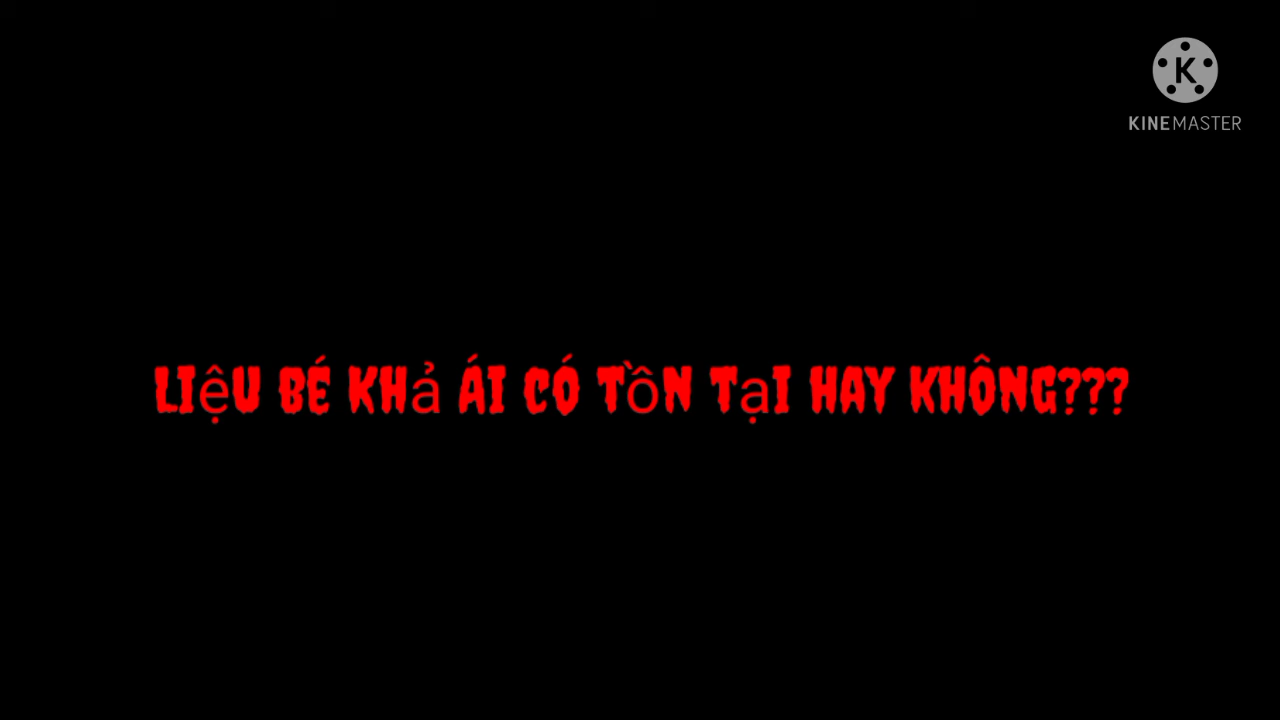 KINEMASTER
LIỆU BÉ KHẢ ÁI CÓ TỒN TẠI HAY KHÔNG???